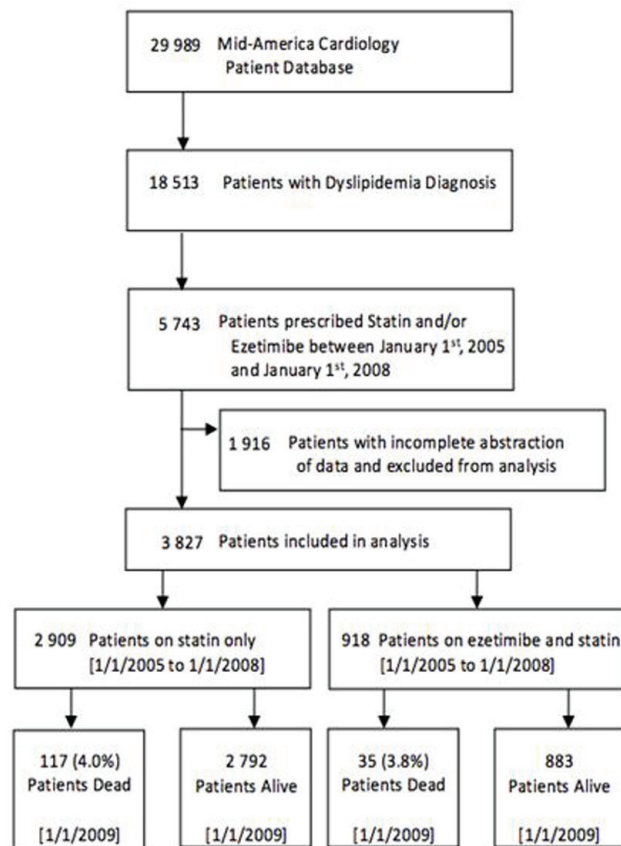 29 989 Mid-America Cardiology
Patient Database
18 513 Patients with Dyslipidemia Diagnosis
5 743 Patients prescribed Statin and/or
Ezetimibe between January 1st, 2005
and January 1st, 2008
1 916 Patients with incomplete abstraction
of data and excluded from analysis
3 827 Patients included in analysis
2 909 Patients on statin only
[1/1/2005 to 1/1/2008]
918 Patients on ezetimibe and statin
[1/1/2005 to 1/1/2008]
117 (4.0%)
Patients Dead
[1/1/2009]
2 792
Patients Alive
[1/1/2009]
35 (3.8%)
Patients Dead
[1/1/2009]
883
Patients Alive
[1/1/2009]